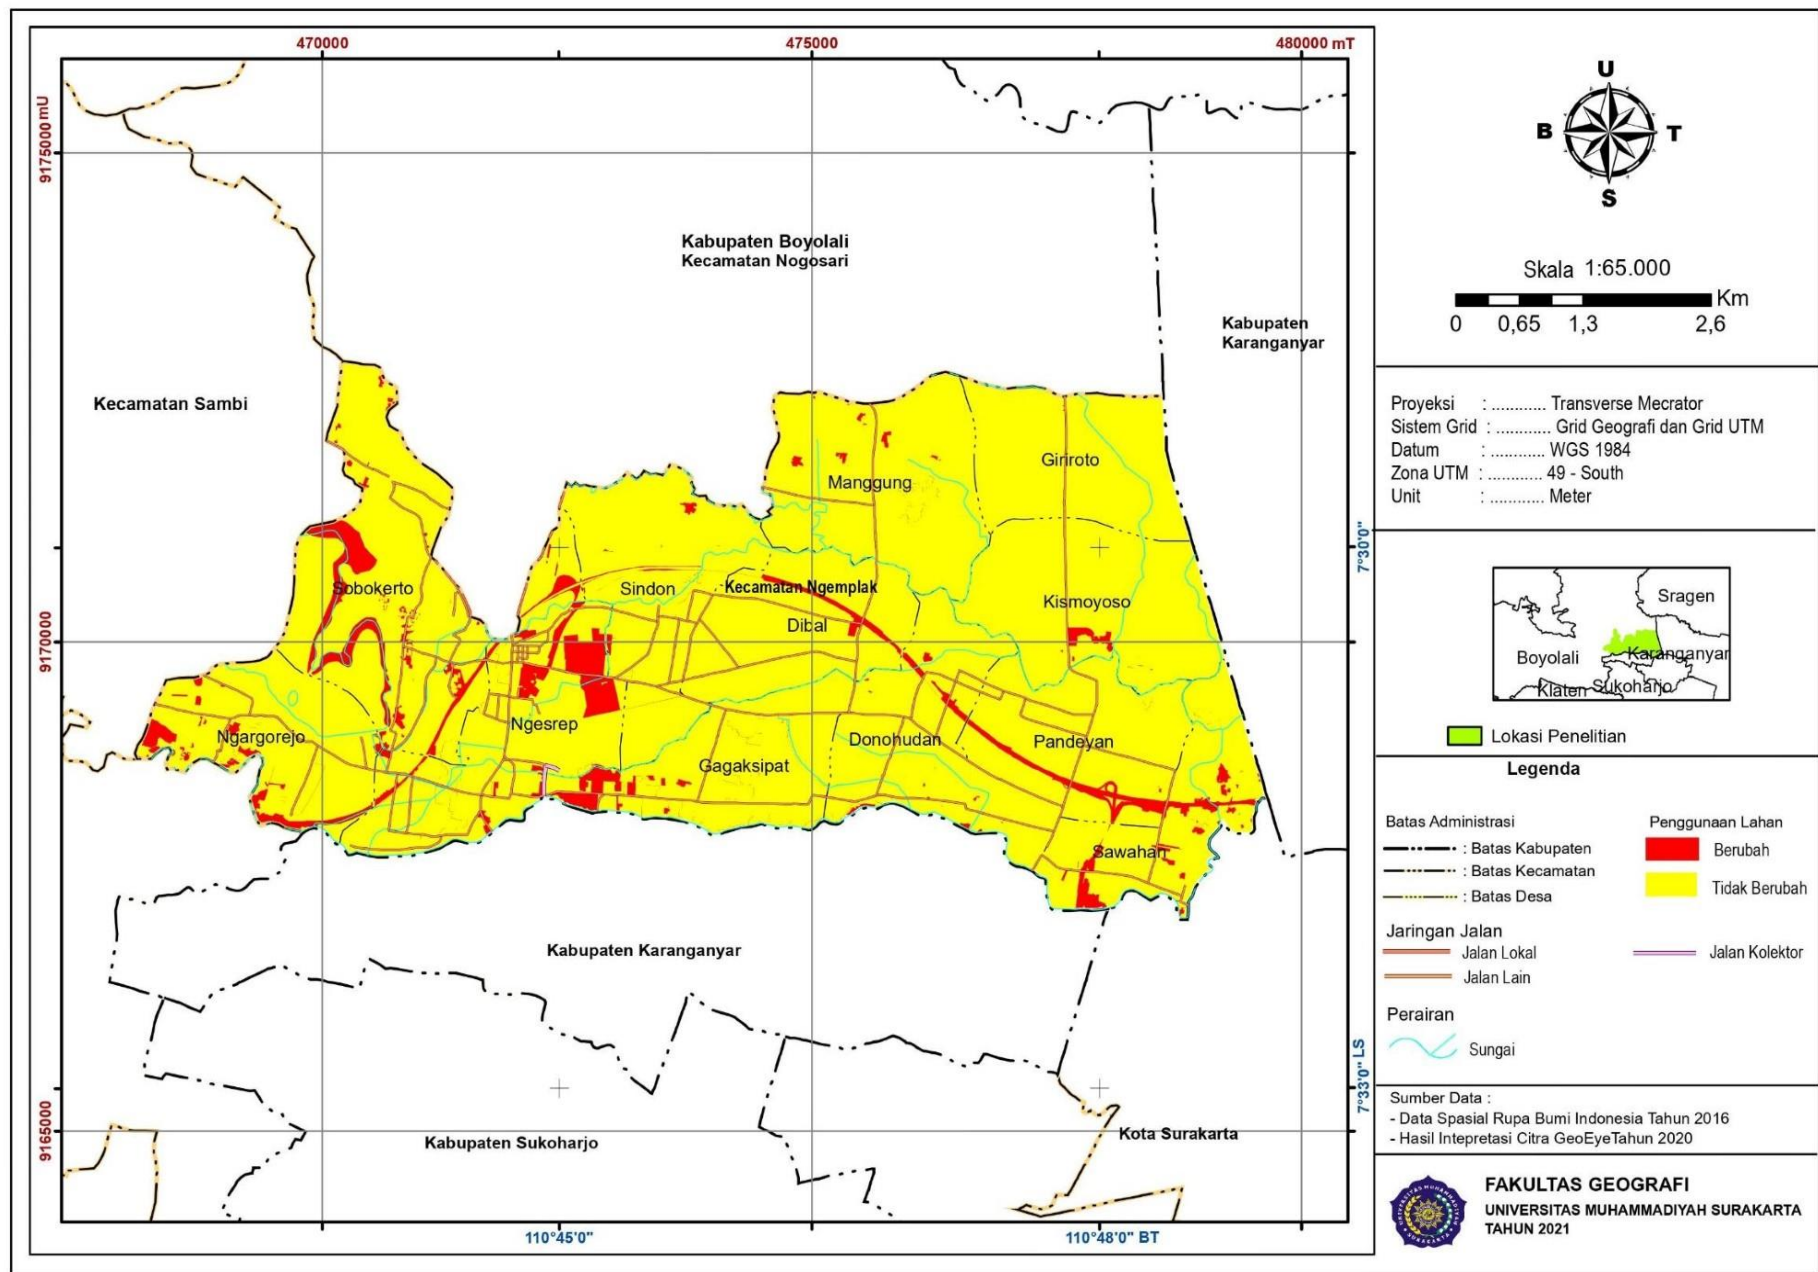 470000
475000
480000 mT
9175000 mU
9170000
9165000
7°30'0"
7°33'0" LS
110°45'0"
110°48'0" BT
Kabupaten Boyolali
Kecamatan Nogosari
Kabupaten
Karanganyar
Kecamatan Sambi
Giriroto
Manggung
Sobokerto
Sindon
Kecamatan Ngemplak
Kismoyoso
Dibal
Ngargorejo
Ngesrep
Donohudan
Pandeyan
Gagaksipat
Sawahan
Kabupaten Karanganyar
Kabupaten Sukoharjo
Kota Surakarta
U
B
T
S
Skala 1:65.000
Km
0 0,65 1,3 2,6
Proyeksi : ............ Transverse Mecrator
Sistem Grid : ............ Grid Geografi dan Grid UTM
Datum : ............ WGS 1984
Zona UTM : ............ 49 - South
Unit : ............ Meter
Sragen
Boyolali
Karanganyar
Klaten
Sukoharjo
Lokasi Penelitian
Legenda
Batas Administrasi
: Batas Kabupaten
: Batas Kecamatan
: Batas Desa
Penggunaan Lahan
Berubah
Tidak Berubah
Jaringan Jalan
Jalan Lokal
Jalan Kolektor
Jalan Lain
Perairan
Sungai
Sumber Data :
- Data Spasial Rupa Bumi Indonesia Tahun 2016
- Hasil Intepretasi Citra GeoEyeTahun 2020
FAKULTAS GEOGRAFI
UNIVERSITAS MUHAMMADIYAH SURAKARTA
TAHUN 2021